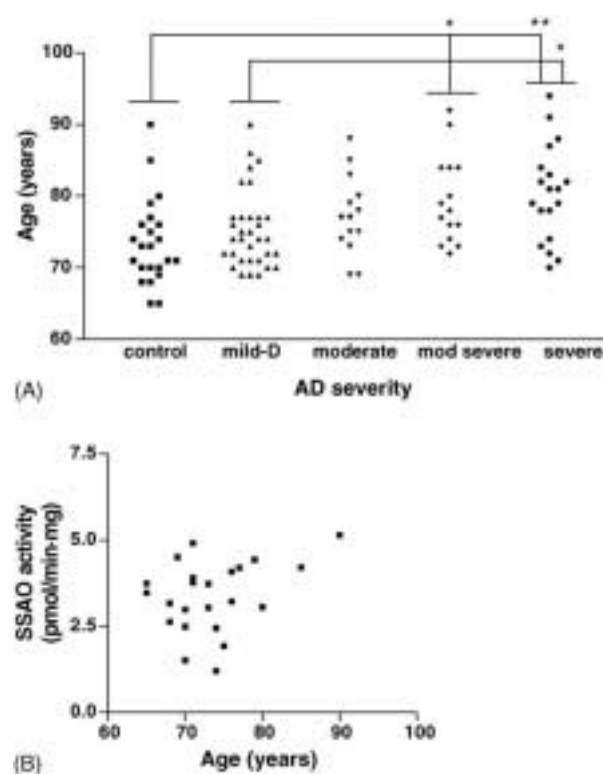 * ** *
100
90
80
70
60
Age (years)
control mild-D moderate mod severe severe
AD severity
(A)
7.5
5.0
2.5
0.0
SSAO activity
(pmol/min·mg)
60 70 80 90 100
Age (years)
(B)